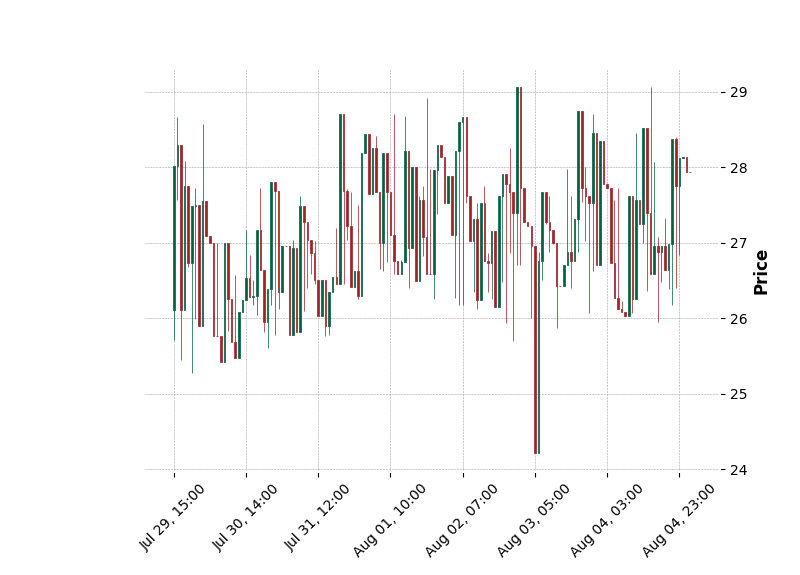 29
28
27
26
25
24
Price
Jul 29, 15:00
Jul 30, 14:00
Jul 31, 12:00
Aug 01, 10:00
Aug 02, 07:00
Aug 03, 05:00
Aug 04, 03:00
Aug 04, 23:00